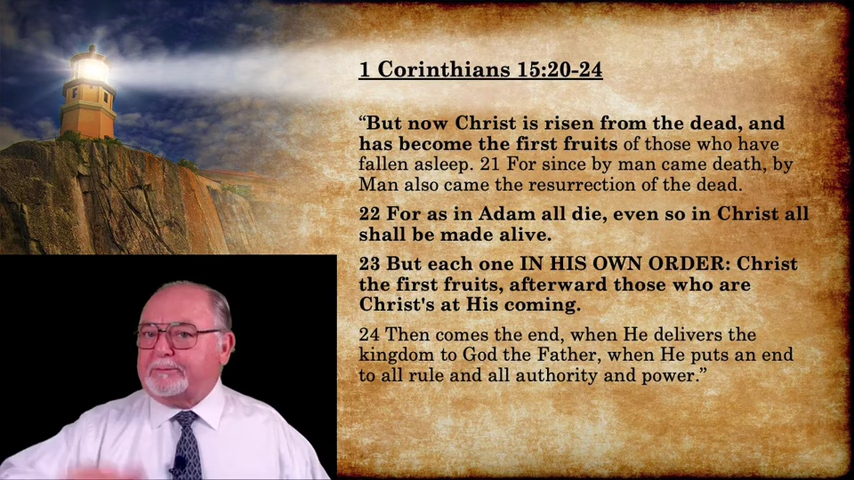 1 Corinthians 15:20-24
“But now Christ is risen from the dead, and
has become the first fruits of those who have
fallen asleep. 21 For since by man came death, by
Man also came the resurrection of the dead.
22 For as in Adam all die, even so in Christ all
shall be made alive.
23 But each one IN HIS OWN ORDER: Christ
the first fruits, afterward those who are
Christ's at His coming.
24 Then comes the end, when He delivers the
kingdom to God the Father, when He puts an end
to all rule and all authority and power.”